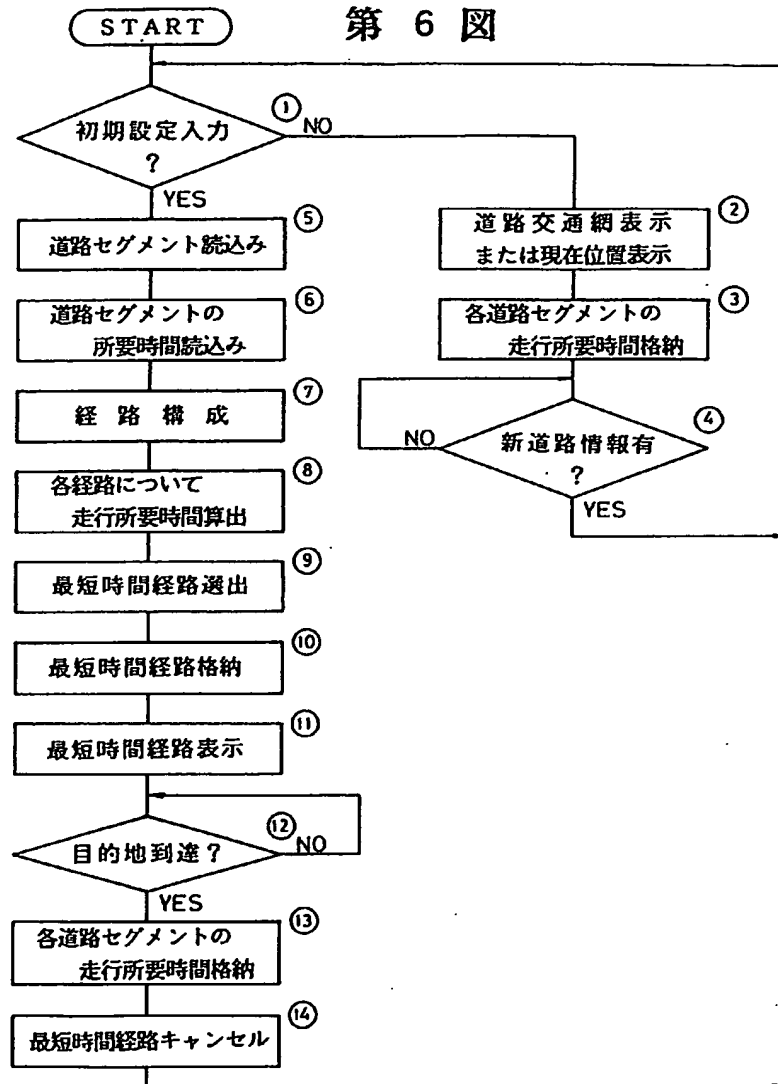 第 6 図
START
①
初期設定入力
?
NO
YES
⑤
道路セグメント読込み
⑥
道路セグメントの
所要時間読込み
⑦
経路構成
⑧
各経路について
走行所要時間算出
⑨
最短時間経路選出
⑩
最短時間経路格納
⑪
最短時間経路表示
⑫
目的地到達?
NO
YES
⑬
各道路セグメントの
走行所要時間格納
⑭
最短時間経路キャンセル
②
道路交通網表示
または現在位置表示
③
各道路セグメントの
走行所要時間格納
④
新道路情報有
?
NO
YES